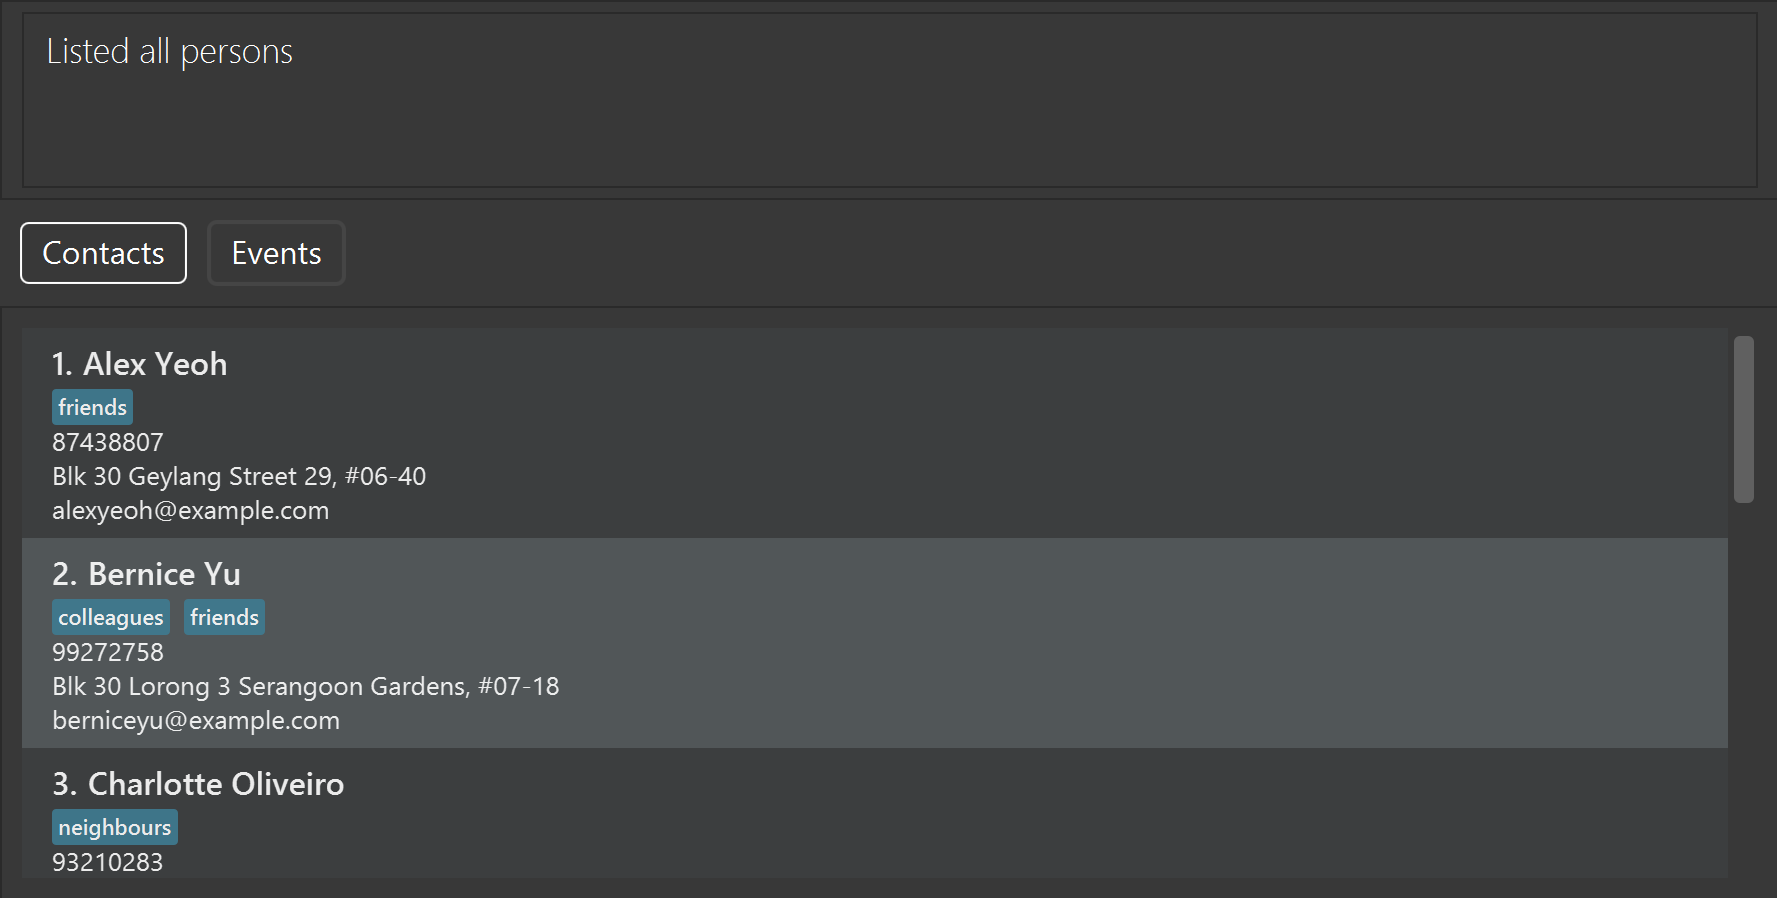 Listed all persons
Contacts Events
1. Alex Yeoh
friends
87438807
Blk 30 Geylang Street 29, #06-40
alexyeoh@example.com
2. Bernice Yu
colleagues friends
99272758
Blk 30 Lorong 3 Serangoon Gardens, #07-18
berniceyu@example.com
3. Charlotte Oliveiro
neighbours
93210283